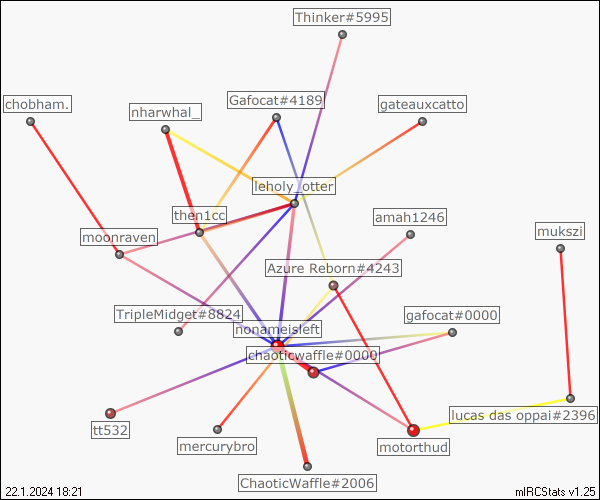 Thinker#5995
chobham.
nharwhal_
Gafocat#4189
gateauxcatto
leholy_otter
then1cc
amah1246
moonraven
mukszi
Azure Reborn#4243
TripleMidget#8824
gafocat#0000
nonameisleft
chaoticwaffle#0000
lucas das oppai#2396
tt532
mercurybro
motorthud
ChaoticWaffle#2006
22.1.2024 18:21
mIRCStats v1.25